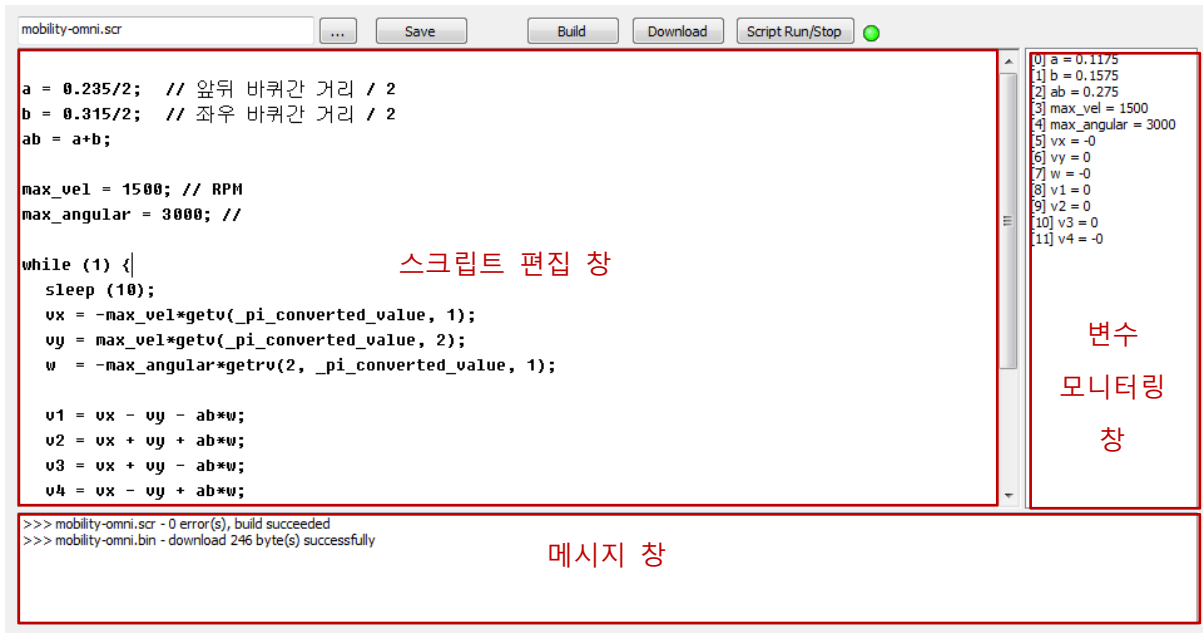 mobility-omni.scr ... Save Build Download Script Run/Stop
a = 0.235/2;  // 앞뒤 바퀴간 거리 / 2
b = 0.315/2;  // 좌우 바퀴간 거리 / 2
ab = a+b;
max_vel = 1500; // RPM
max_angular = 3000; //
while (1) {
  sleep (10);
  vx = -max_vel*getv(_pi_converted_value, 1);
  vy = max_vel*getv(_pi_converted_value, 2);
  w  = -max_angular*getrv(2, _pi_converted_value, 1);
  v1 = vx - vy - ab*w;
  v2 = vx + vy + ab*w;
  v3 = vx + vy - ab*w;
  v4 = vx - vy + ab*w;
스크립트 편집 창
[0] a = 0.1175
[1] b = 0.1575
[2] ab = 0.275
[3] max_vel = 1500
[4] max_angular = 3000
[5] vx = -0
[6] vy = 0
[7] w = -0
[8] v1 = 0
[9] v2 = 0
[10] v3 = 0
[11] v4 = -0
변수
모니터링
창
>>> mobility-omni.scr - 0 error(s), build succeeded
>>> mobility-omni.bin - download 246 byte(s) successfully
메시지 창